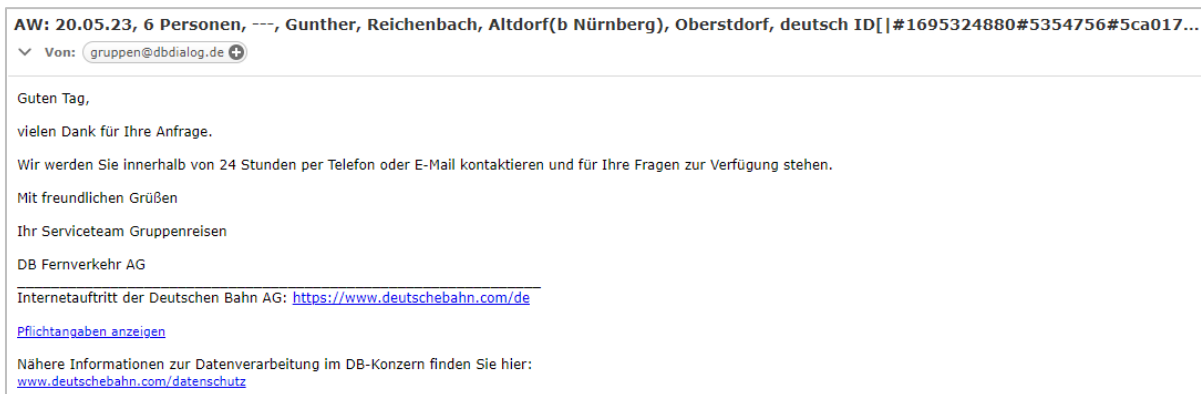 AW: 20.05.23, 6 Personen, ---, Gunther, Reichenbach, Altdorf(b Nürnberg), Oberstdorf, deutsch ID[|#1695324880#5354756#5ca017...
Von: gruppen@dbdialog.de
Guten Tag,
vielen Dank für Ihre Anfrage.
Wir werden Sie innerhalb von 24 Stunden per Telefon oder E-Mail kontaktieren und für Ihre Fragen zur Verfügung stehen.
Mit freundlichen Grüßen
Ihr Serviceteam Gruppenreisen
DB Fernverkehr AG
Internetauftritt der Deutschen Bahn AG: https://www.deutschebahn.com/de
Pflichtangaben anzeigen
Nähere Informationen zur Datenverarbeitung im DB-Konzern finden Sie hier:
www.deutschebahn.com/datenschutz